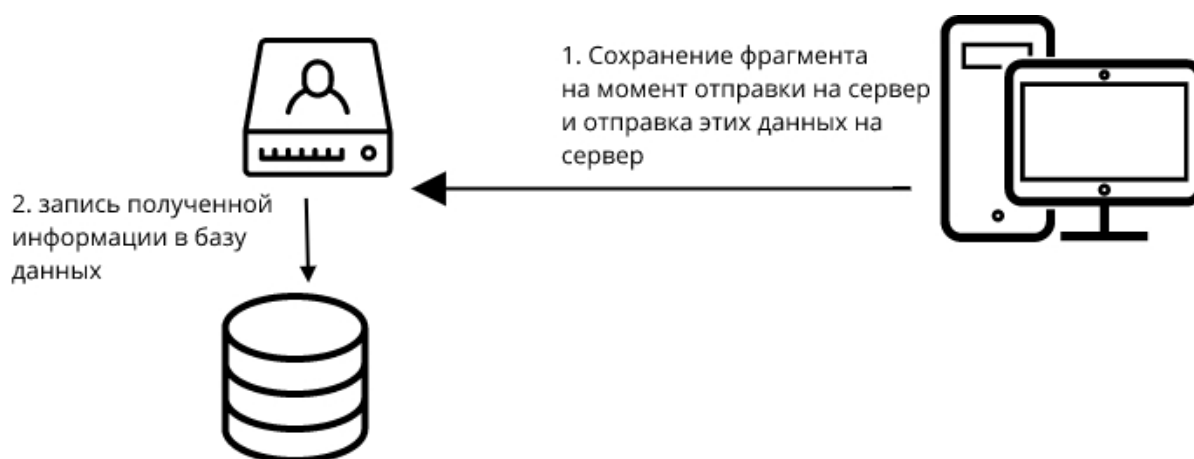 1. Сохранение фрагмента
на момент отправки на сервер
и отправка этих данных на
сервер
2. запись полученной
информации в базу
данных